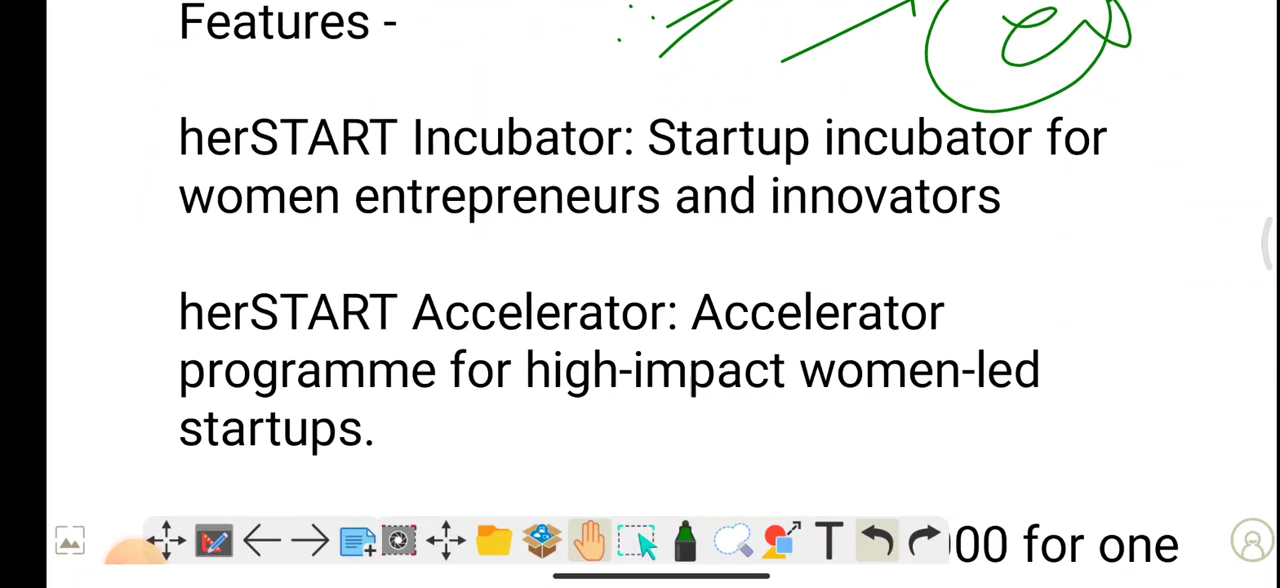 Features -
herSTART Incubator: Startup incubator for
women entrepreneurs and innovators
herSTART Accelerator: Accelerator
programme for high-impact women-led
startups.
00 for one